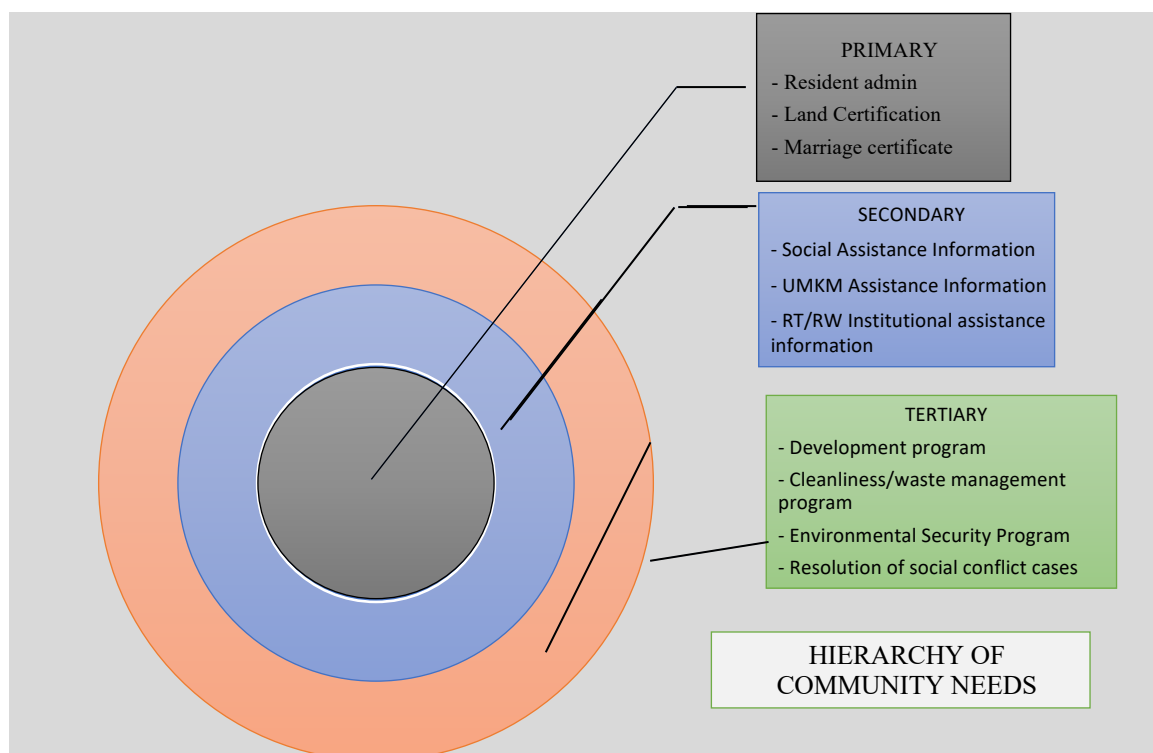 PRIMARY
- Resident admin
- Land Certification
- Marriage certificate
SECONDARY
- Social Assistance Information
- UMKM Assistance Information
- RT/RW Institutional assistance
information
TERTIARY
- Development program
- Cleanliness/waste management
program
- Environmental Security Program
- Resolution of social conflict cases
HIERARCHY OF
COMMUNITY NEEDS